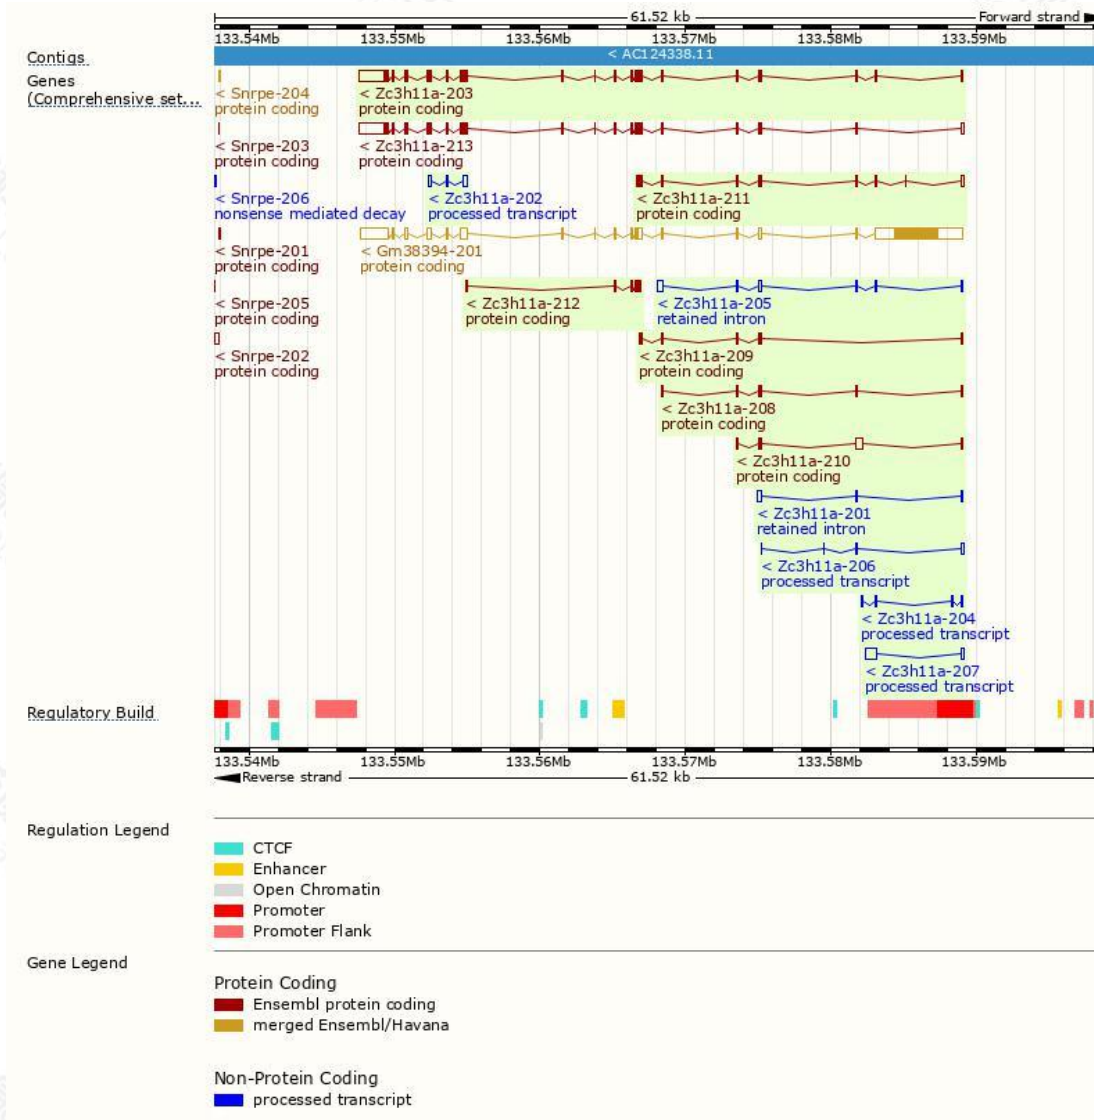 61.52 kb Forward strand
133.54Mb 133.55Mb 133.56Mb 133.57Mb 133.58Mb 133.59Mb
Contigs < AC124338.11
Genes
(Comprehensive set...
< Snrpe-204 < Zc3h11a-203
protein coding protein coding
< Snrpe-203 < Zc3h11a-213
protein coding protein coding
< Snrpe-206 < Zc3h11a-202 < Zc3h11a-211
nonsense mediated decay processed transcript protein coding
< Snrpe-201 < Gm38394-201
protein coding protein coding
< Snrpe-205 < Zc3h11a-212 < Zc3h11a-205
protein coding protein coding retained intron
< Snrpe-202 < Zc3h11a-209
protein coding protein coding
< Zc3h11a-208
protein coding
< Zc3h11a-210
protein coding
< Zc3h11a-201
retained intron
< Zc3h11a-206
processed transcript
< Zc3h11a-204
processed transcript
< Zc3h11a-207
processed transcript
Regulatory Build
133.54Mb 133.55Mb 133.56Mb 133.57Mb 133.58Mb 133.59Mb
Reverse strand 61.52 kb
Regulation Legend
CTCF
Enhancer
Open Chromatin
Promoter
Promoter Flank
Gene Legend
Protein Coding
Ensembl protein coding
merged Ensembl/Havana
Non-Protein Coding
processed transcript